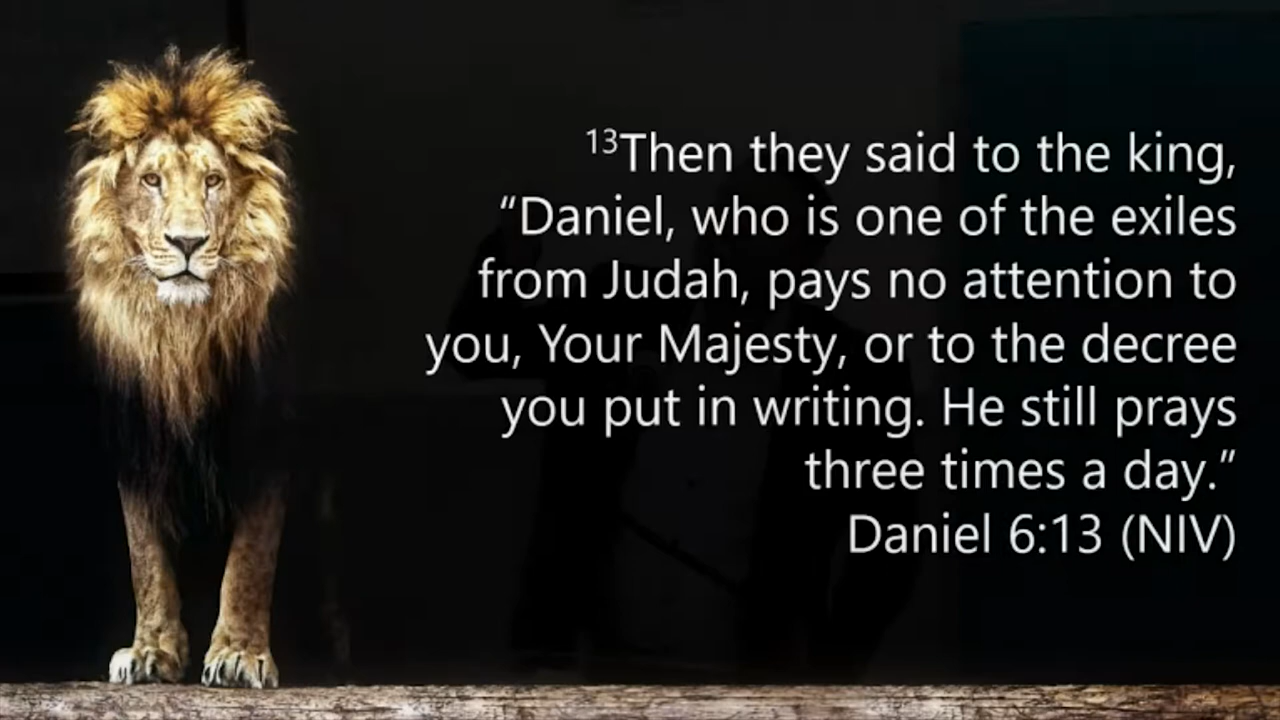 ¹³Then they said to the king,
“Daniel, who is one of the exiles
from Judah, pays no attention to
you, Your Majesty, or to the decree
you put in writing. He still prays
three times a day.”
Daniel 6:13 (NIV)